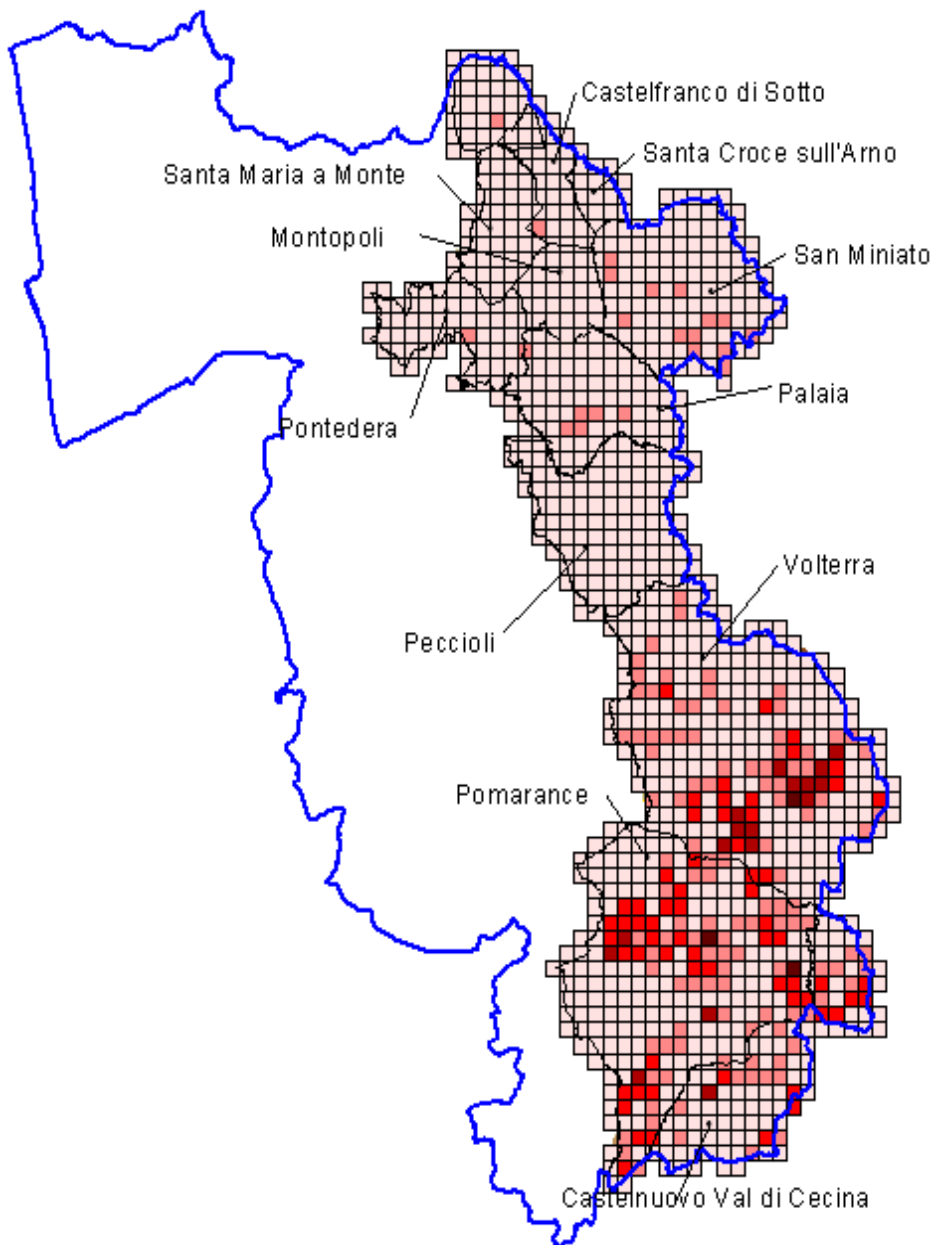 Castelfranco di Sotto
Santa Croce sull'Arno
Santa Maria a Monte
Montopoli
San Miniato
Palaia
Pontedera
Volterra
Peccioli
Pomarance
Castelnuovo Val di Cecina